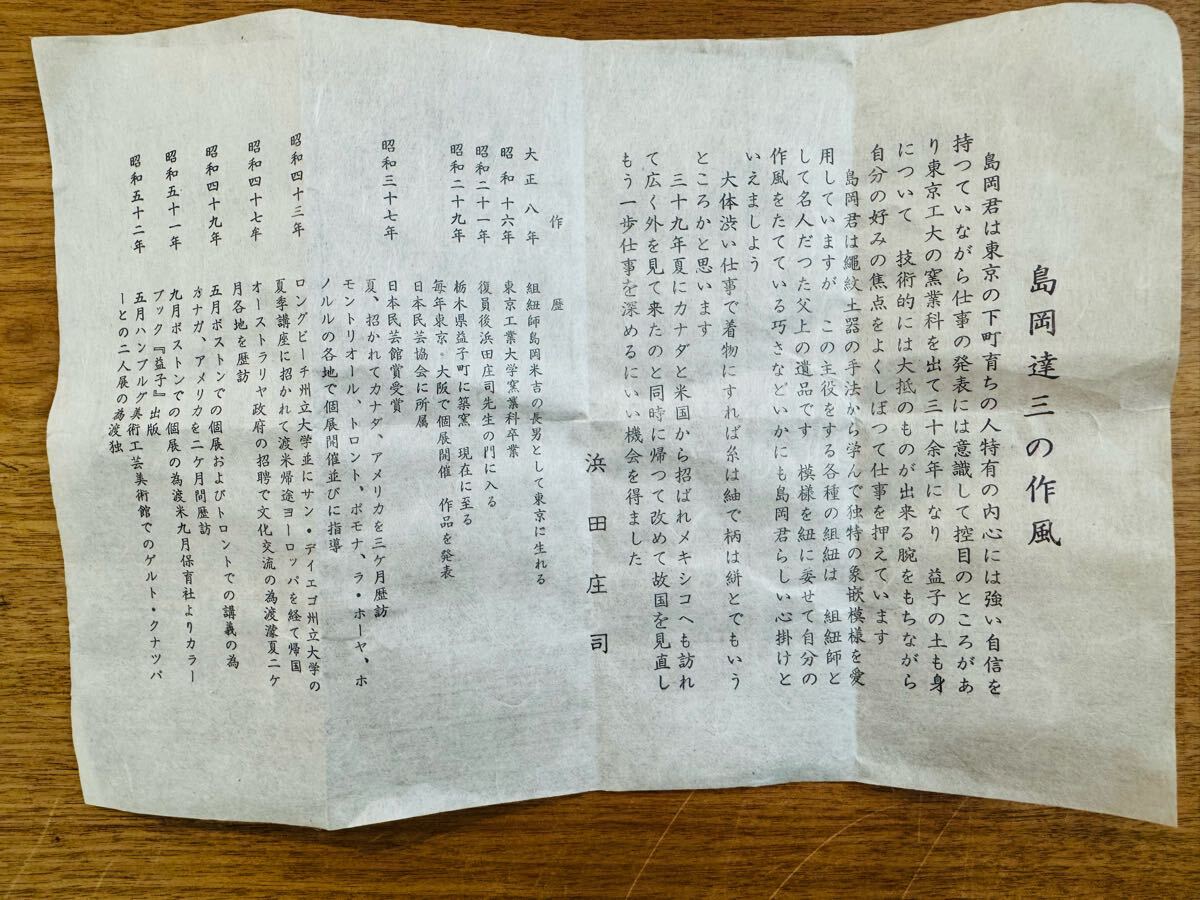 島岡達三の作風
島岡君は東京の下町育ちの人特有の内心には強い自信を
持つていながら仕事の発表には意識して控目のところがあ
り東京工大の窯業科を出て三十余年になり　益子の土も身
について　技術的には大抵のものが出来る腕をもちながら
自分の好みの焦点をよくしぼつて仕事を押えています
島岡君は縄紋土器の手法から学んで独特の象嵌模様を愛
用していますが　この主役をする各種の組紐は　組紐師と
して名人だつた父上の遺品です　模様を紐に委せて自分の
作風をたてている巧さなどいかにも島岡君らしい心掛けと
いえましよう
大体渋い仕事で着物にすれば糸は紬で柄は絣とでもいう
ところかと思います
三十九年夏にカナダと米国から招ばれメキシコへも訪れ
て広く外を見て来たのと同時に帰つて改めて故国を見直し
もう一歩仕事を深めるにいい機会を得ました
浜田庄司
作歴
大正八年　組紐師島岡米吉の長男として東京に生れる
昭和十六年　東京工業大学窯業科卒業
昭和二十一年　復員後浜田庄司先生の門に入る
昭和二十九年　栃木県益子町に築窯　現在に至る
毎年東京・大阪で個展開催　作品を発表
日本民芸協会に所属
昭和三十七年　日本民芸館賞受賞
夏、招かれてカナダ、アメリカを三ケ月歴訪
モントリオール、トロント、ポモナ、ラ・ホーヤ、ホ
ノルルの各地で個展開催並びに指導
昭和四十三年　ロングビーチ州立大学並にサン・デイエゴ州立大学の
夏季講座に招かれて渡米帰途ヨーロッパを経て帰国
昭和四十七年　オーストラリヤ政府の招聘で文化交流の為渡濠夏二ケ
月各地を歴訪
昭和四十九年　五月ボストンでの個展およびトロントでの講義の為
カナガ、アメリカを二ケ月間歴訪
昭和五十一年　九月ボストンでの個展の為渡米九月保育社よりカラー
ブック『益子』出版
昭和五十二年　五月ハンブルグ美術工芸美術館でのゲルト・クナツパ
ーとの二人展の為渡独